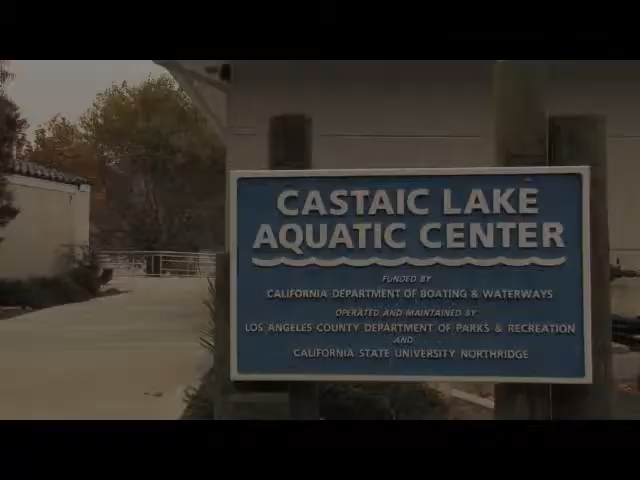 CASTAIC LAKE
AQUATIC CENTER
FUNDED BY
CALIFORNIA DEPARTMENT OF BOATING & WATERWAYS
OPERATED AND MAINTAINED BY
LOS ANGELES COUNTY DEPARTMENT OF PARKS & RECREATION
AND
CALIFORNIA STATE UNIVERSITY NORTHRIDGE